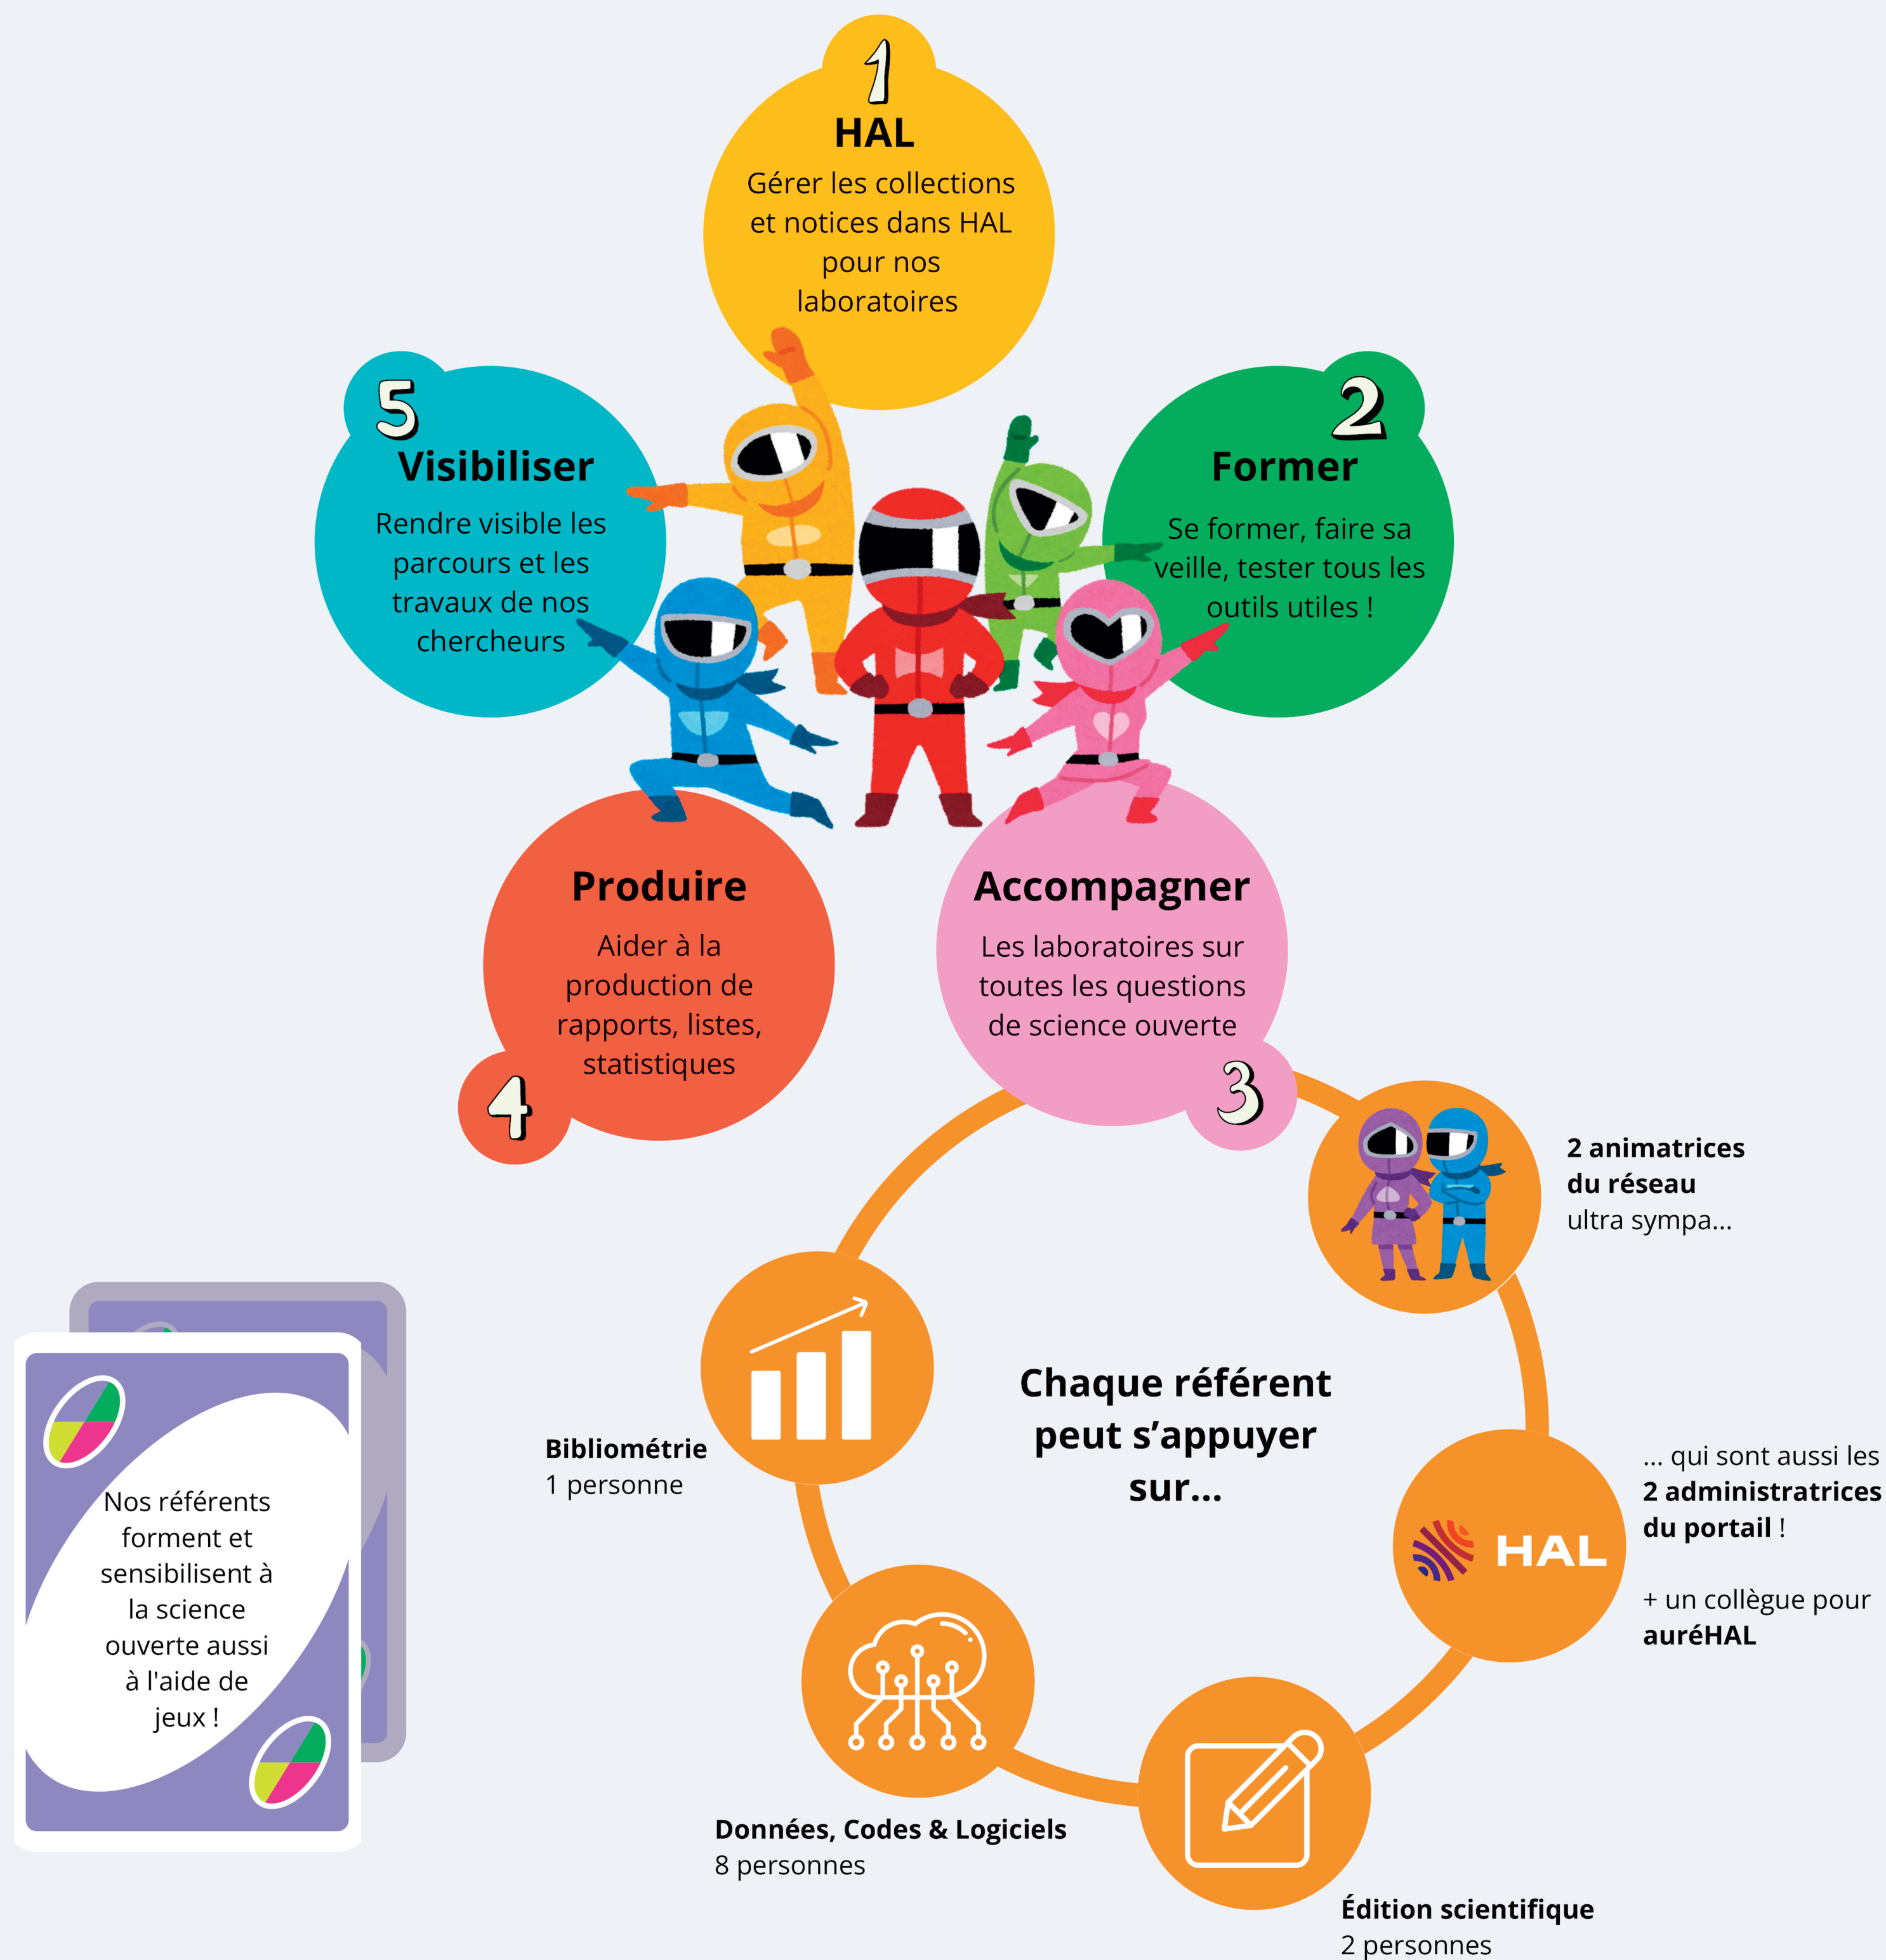 1
HAL
Gérer les collections
et notices dans HAL
pour nos
laboratoires
2
Former
Se former, faire sa
veille, tester tous les
outils utiles !
3
Accompagner
Les laboratoires sur
toutes les questions
de science ouverte
4
Produire
Aider à la
production de
rapports, listes,
statistiques
5
Visibiliser
Rendre visible les
parcours et les
travaux de nos
chercheurs
Chaque référent
peut s’appuyer
sur...
2 animatrices
du réseau
ultra sympa...
HAL
... qui sont aussi les
2 administratrices
du portail !
+ un collègue pour
auréHAL
Édition scientifique
2 personnes
Données, Codes & Logiciels
8 personnes
Bibliométrie
1 personne
Nos référents
forment et
sensibilisent à
la science
ouverte aussi
à l'aide de
jeux !